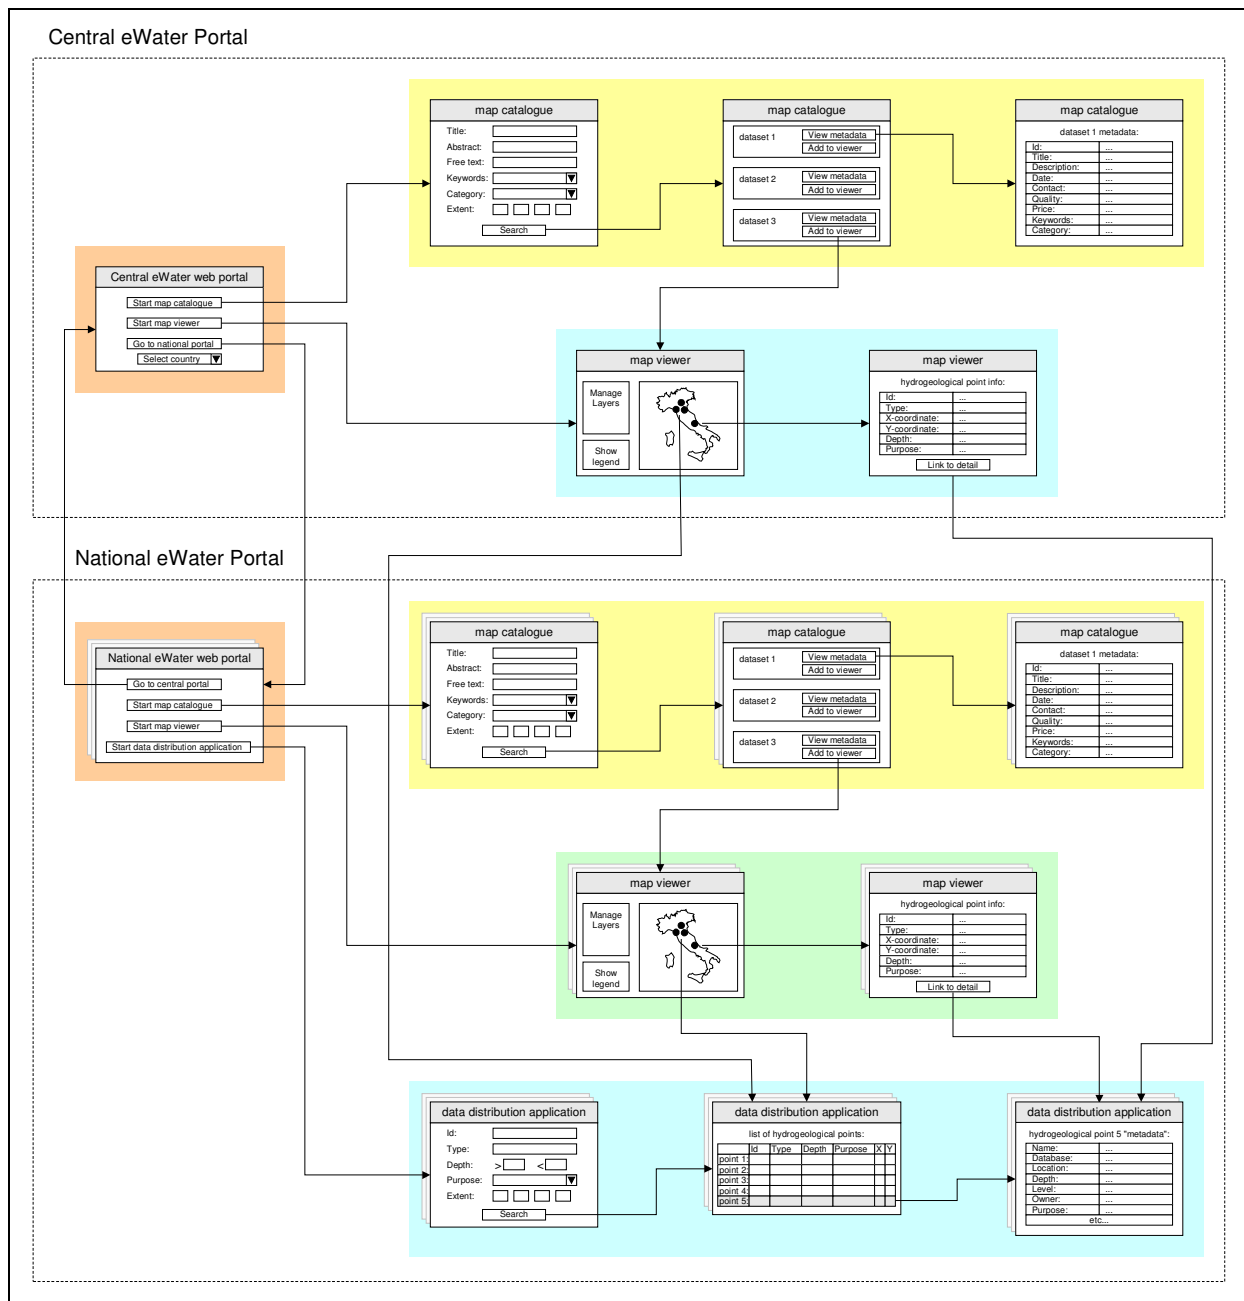 Central eWater Portal
map catalogue
Title:
Abstract:
Free text:
Keywords:
Category:
Extent:
Search
map catalogue
dataset 1
View metadata
Add to viewer
dataset 2
View metadata
Add to viewer
dataset 3
View metadata
Add to viewer
map catalogue
dataset 1 metadata:
Id: ...
Title: ...
Description: ...
Date: ...
Contact: ...
Quality: ...
Price: ...
Keywords: ...
Category: ...
Central eWater web portal
Start map catalogue
Start map viewer
Go to national portal
Select country
map viewer
Manage
Layers
Show
legend
map viewer
hydrogeological point info:
Id: ...
Type: ...
X-coordinate: ...
Y-coordinate: ...
Depth: ...
Purpose: ...
Link to detail
National eWater Portal
National eWater web portal
Go to central portal
Start map catalogue
Start map viewer
Start data distribution application
map catalogue
Title:
Abstract:
Free text:
Keywords:
Category:
Extent:
Search
map catalogue
dataset 1
View metadata
Add to viewer
dataset 2
View metadata
Add to viewer
dataset 3
View metadata
Add to viewer
map catalogue
dataset 1 metadata:
Id: ...
Title: ...
Description: ...
Date: ...
Contact: ...
Quality: ...
Price: ...
Keywords: ...
Category: ...
map viewer
Manage
Layers
Show
legend
map viewer
hydrogeological point info:
Id: ...
Type: ...
X-coordinate: ...
Y-coordinate: ...
Depth: ...
Purpose: ...
Link to detail
data distribution application
Id:
Type:
Depth: > <
Purpose:
Extent:
Search
data distribution application
list of hydrogeological points:
Id Type Depth Purpose X Y
point 1:
point 2:
point 3:
point 4:
point 5:
data distribution application
hydrogeological point 5 "metadata":
Name: ...
Database: ...
Location: ...
Depth: ...
Level: ...
Owner: ...
Purpose: ...
etc...